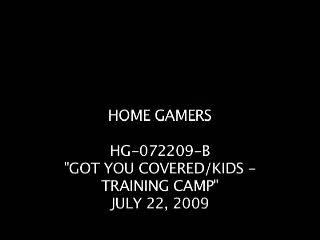 HOME GAMERS
HG-072209-B
"GOT YOU COVERED/KIDS -
TRAINING CAMP"
JULY 22, 2009